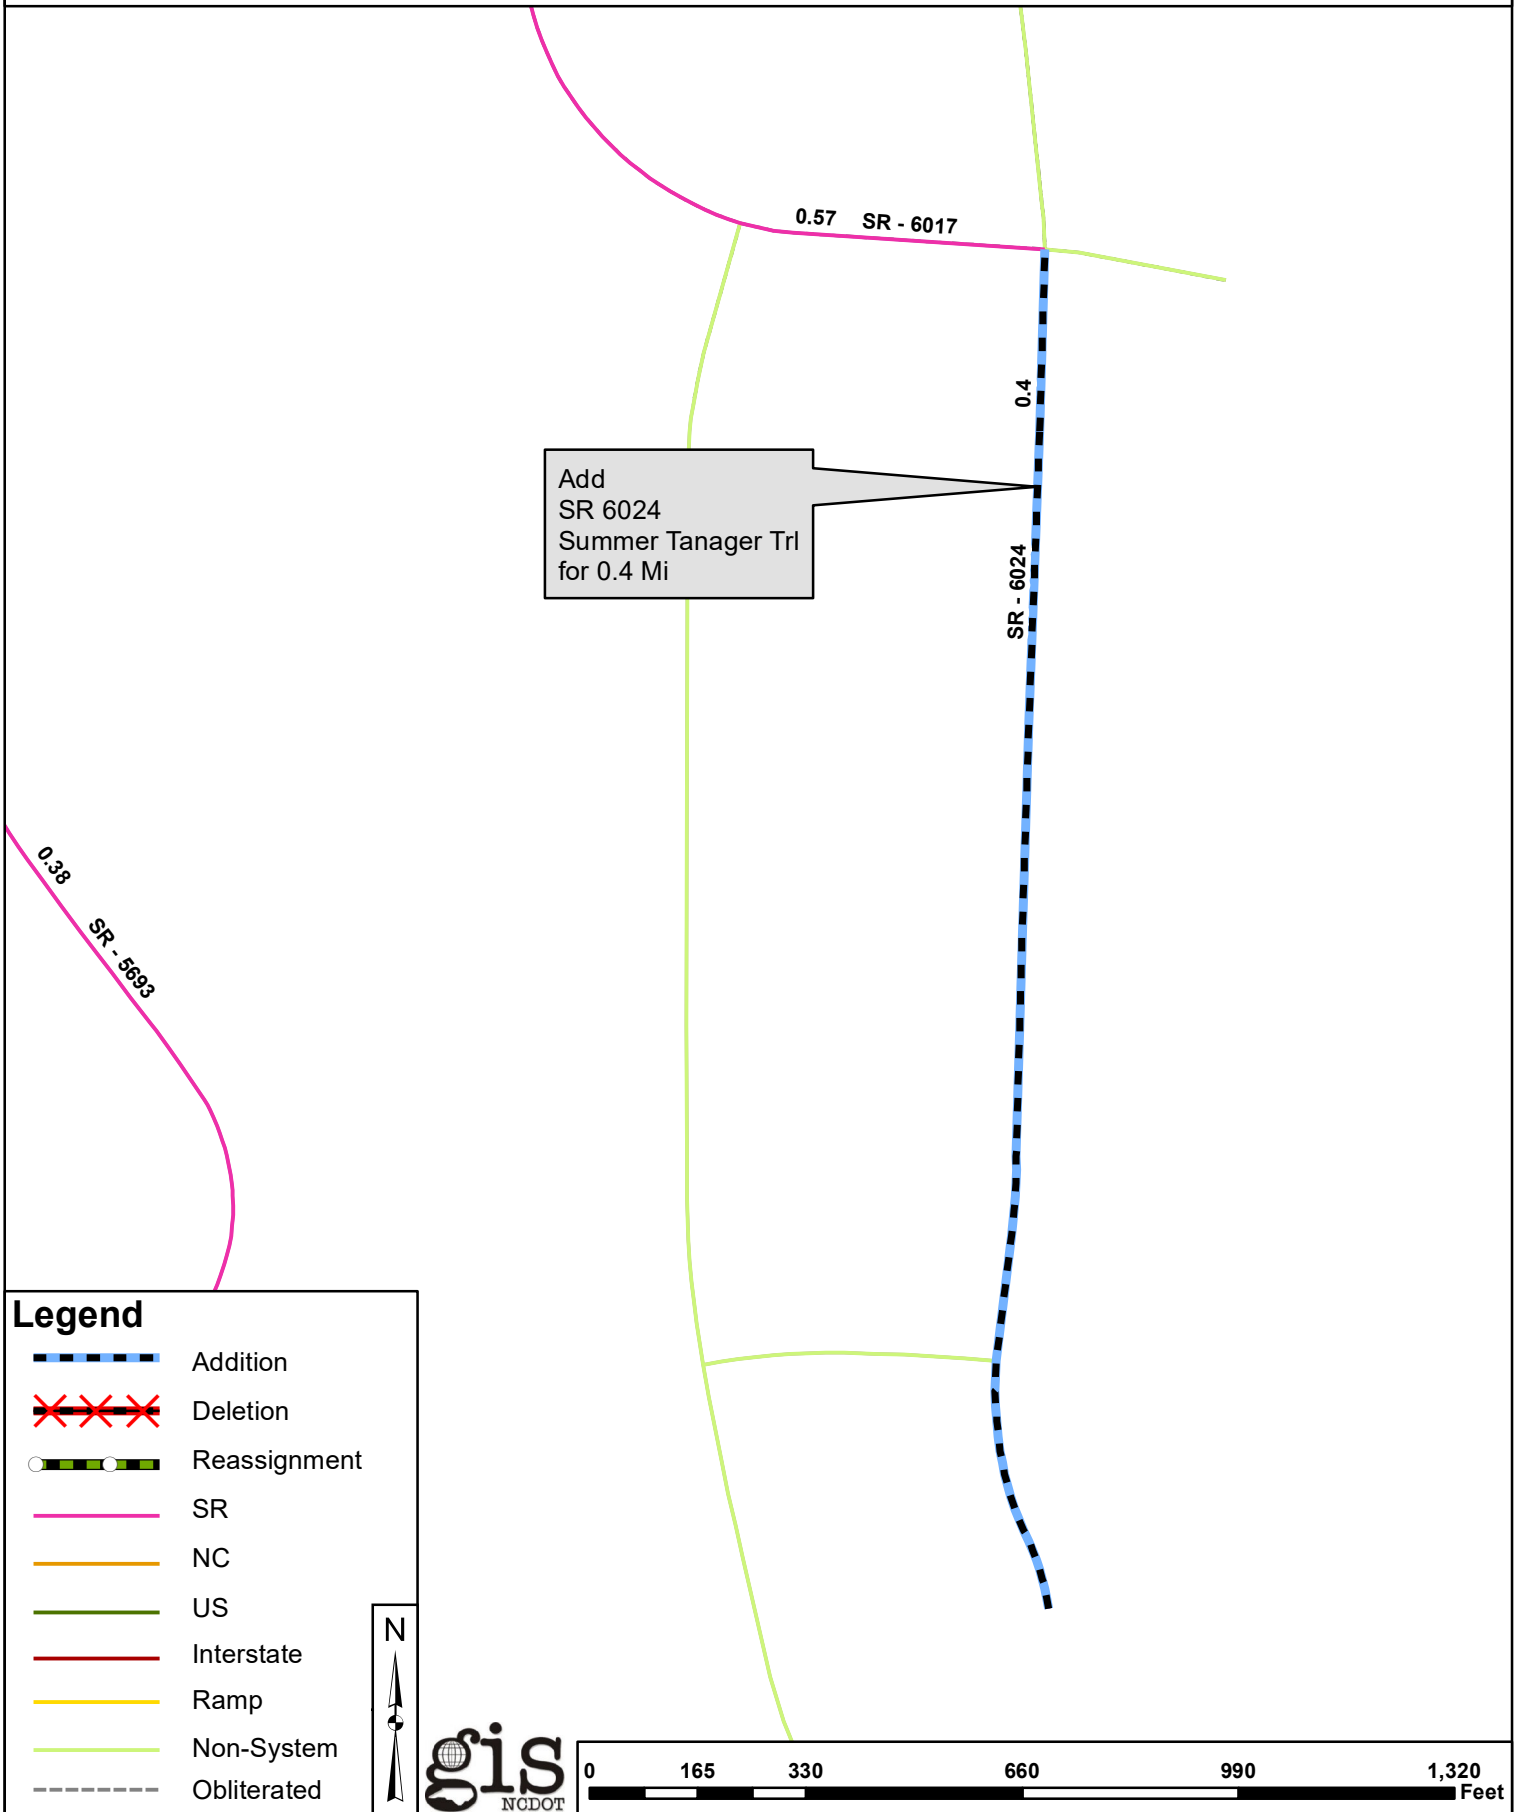 0.57 SR - 6017
0.4
Add
SR 6024
Summer Tanager Trl
for 0.4 Mi
SR - 6024
0.38
SR - 5693
Legend
Addition
Deletion
Reassignment
SR
NC
US
Interstate
Ramp
Non-System
Obliterated
N
gis
NCDOT
0 165 330 660 990 1,320
Feet